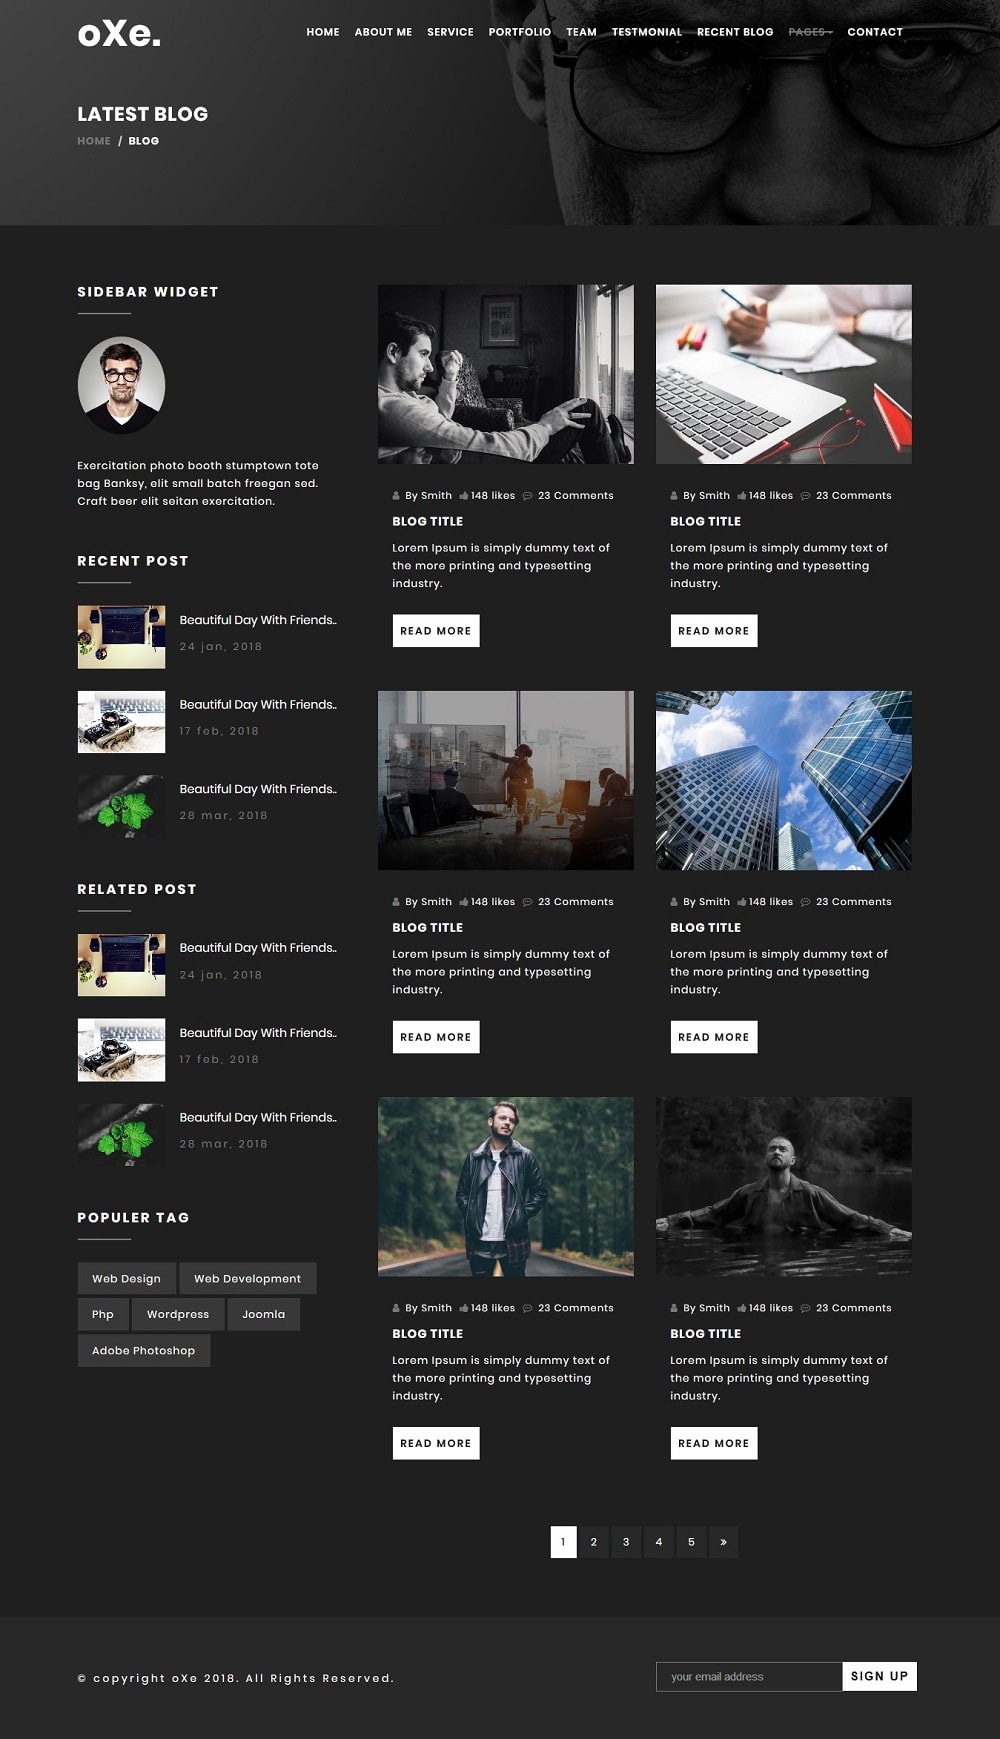 oXe.
HOME ABOUT ME SERVICE PORTFOLIO TEAM TESTMONIAL RECENT BLOG PAGES CONTACT
LATEST BLOG
HOME / BLOG
SIDEBAR WIDGET
Exercitation photo booth stumptown tote
bag Banksy, elit small batch freegan sed.
Craft beer elit seitan exercitation.
RECENT POST
Beautiful Day With Friends..
24 jan, 2018
Beautiful Day With Friends..
17 feb, 2018
Beautiful Day With Friends..
28 mar, 2018
RELATED POST
Beautiful Day With Friends..
24 jan, 2018
Beautiful Day With Friends..
17 feb, 2018
Beautiful Day With Friends..
28 mar, 2018
POPULER TAG
Web Design Web Development
Php Wordpress Joomla
Adobe Photoshop
By Smith 148 likes 23 Comments
BLOG TITLE
Lorem Ipsum is simply dummy text of
the more printing and typesetting
industry.
READ MORE
By Smith 148 likes 23 Comments
BLOG TITLE
Lorem Ipsum is simply dummy text of
the more printing and typesetting
industry.
READ MORE
By Smith 148 likes 23 Comments
BLOG TITLE
Lorem Ipsum is simply dummy text of
the more printing and typesetting
industry.
READ MORE
By Smith 148 likes 23 Comments
BLOG TITLE
Lorem Ipsum is simply dummy text of
the more printing and typesetting
industry.
READ MORE
By Smith 148 likes 23 Comments
BLOG TITLE
Lorem Ipsum is simply dummy text of
the more printing and typesetting
industry.
READ MORE
By Smith 148 likes 23 Comments
BLOG TITLE
Lorem Ipsum is simply dummy text of
the more printing and typesetting
industry.
READ MORE
1 2 3 4 5 »
© copyright oXe 2018. All Rights Reserved.
your email address SIGN UP